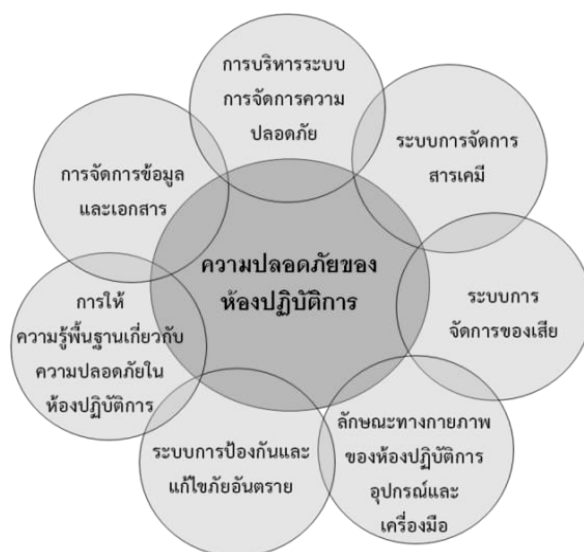 การบริหารระบบ
การจัดการความ
ปลอดภัย
ระบบการจัดการ
สารเคมี
ระบบการ
จัดการของเสีย
ลักษณะทางกายภาพ
ของห้องปฏิบัติการ
อุปกรณ์และ
เครื่องมือ
ระบบการป้องกันและ
แก้ไขภัยอันตราย
การให้
ความรู้พื้นฐานเกี่ยวกับ
ความปลอดภัยใน
ห้องปฏิบัติการ
การจัดการข้อมูล
และเอกสาร
ความปลอดภัยของ
ห้องปฏิบัติการ